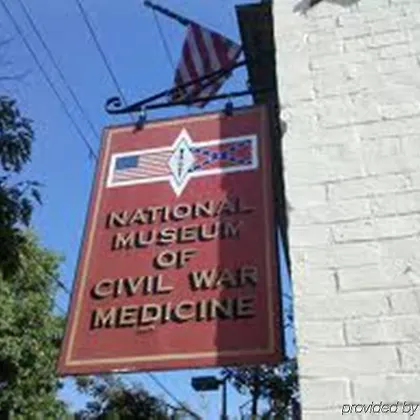 NATIONAL
MUSEUM
OF
CIVIL WAR
MEDICINE
provided by